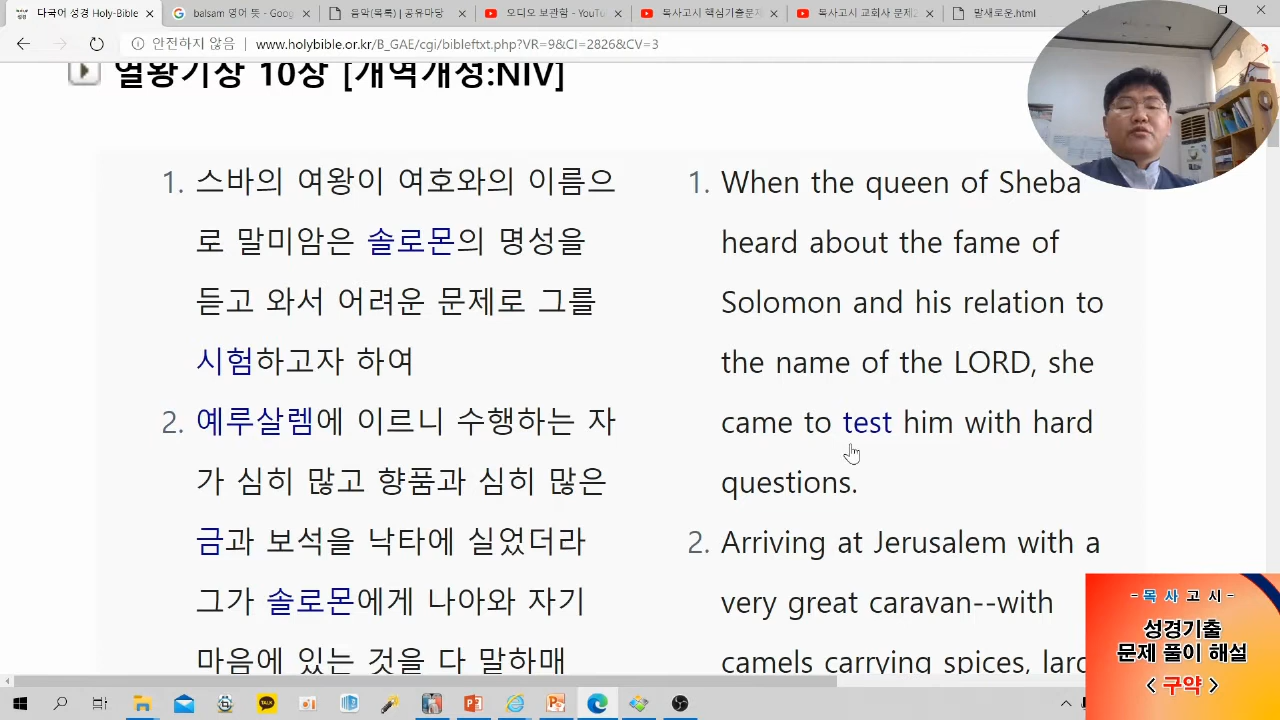 다국어 성경 Holy-Bible
balsam 영어 뜻 - Goog
음악(목록) | 공유마당
오디오 보관함 - YouTu
목사고시 핵심기출문
목사고시 교회사 문제2
말새로운.html
안전하지 않음 | www.holybible.or.kr/B_GAE/cgi/bibleftxt.php?VR=9&CI=2826&CV=3
열왕기상 10장 [개역개정:NIV]
1. 스바의 여왕이 여호와의 이름으
로 말미암은 솔로몬의 명성을
듣고 와서 어려운 문제로 그를
시험하고자 하여
2. 예루살렘에 이르니 수행하는 자
가 심히 많고 향품과 심히 많은
금과 보석을 낙타에 실었더라
그가 솔로몬에게 나아와 자기
마음에 있는 것을 다 말하매
1. When the queen of Sheba
heard about the fame of
Solomon and his relation to
the name of the LORD, she
came to test him with hard
questions.
2. Arriving at Jerusalem with a
very great caravan--with
camels carrying spices, larg
- 목 사 고 시 -
성경기출
문제 풀이 해설
< 구약 >